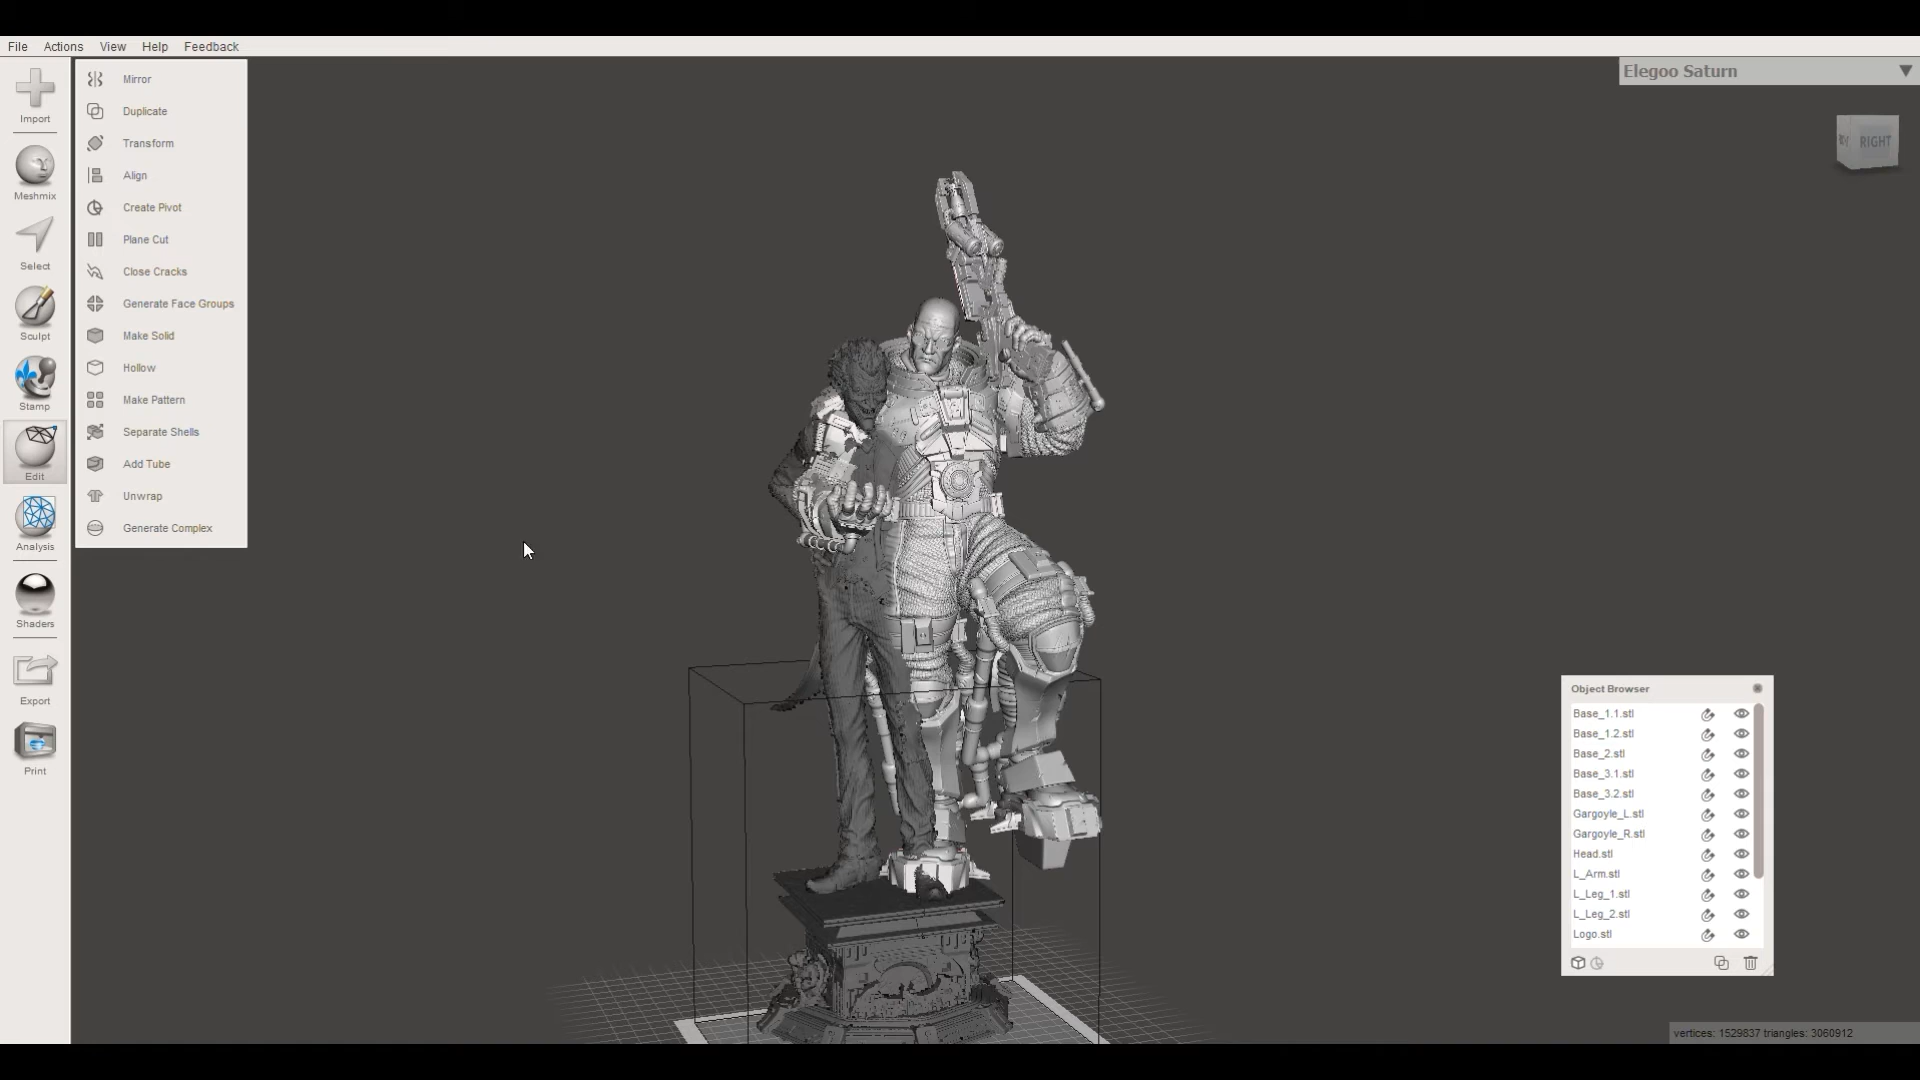 File Actions View Help Feedback
Elegoo Saturn
RIGHT
Import
Meshmix
Select
Sculpt
Stamp
Edit
Analysis
Shaders
Export
Print
Mirror
Duplicate
Transform
Align
Create Pivot
Plane Cut
Close Cracks
Generate Face Groups
Make Solid
Hollow
Make Pattern
Separate Shells
Add Tube
Unwrap
Generate Complex
Object Browser
Base_1.1.stl
Base_1.2.stl
Base_2.stl
Base_3.1.stl
Base_3.2.stl
Gargoyle_L.stl
Gargoyle_R.stl
Head.stl
L_Arm.stl
L_Leg_1.stl
L_Leg_2.stl
Logo.stl
vertices: 1529837 triangles: 3060912